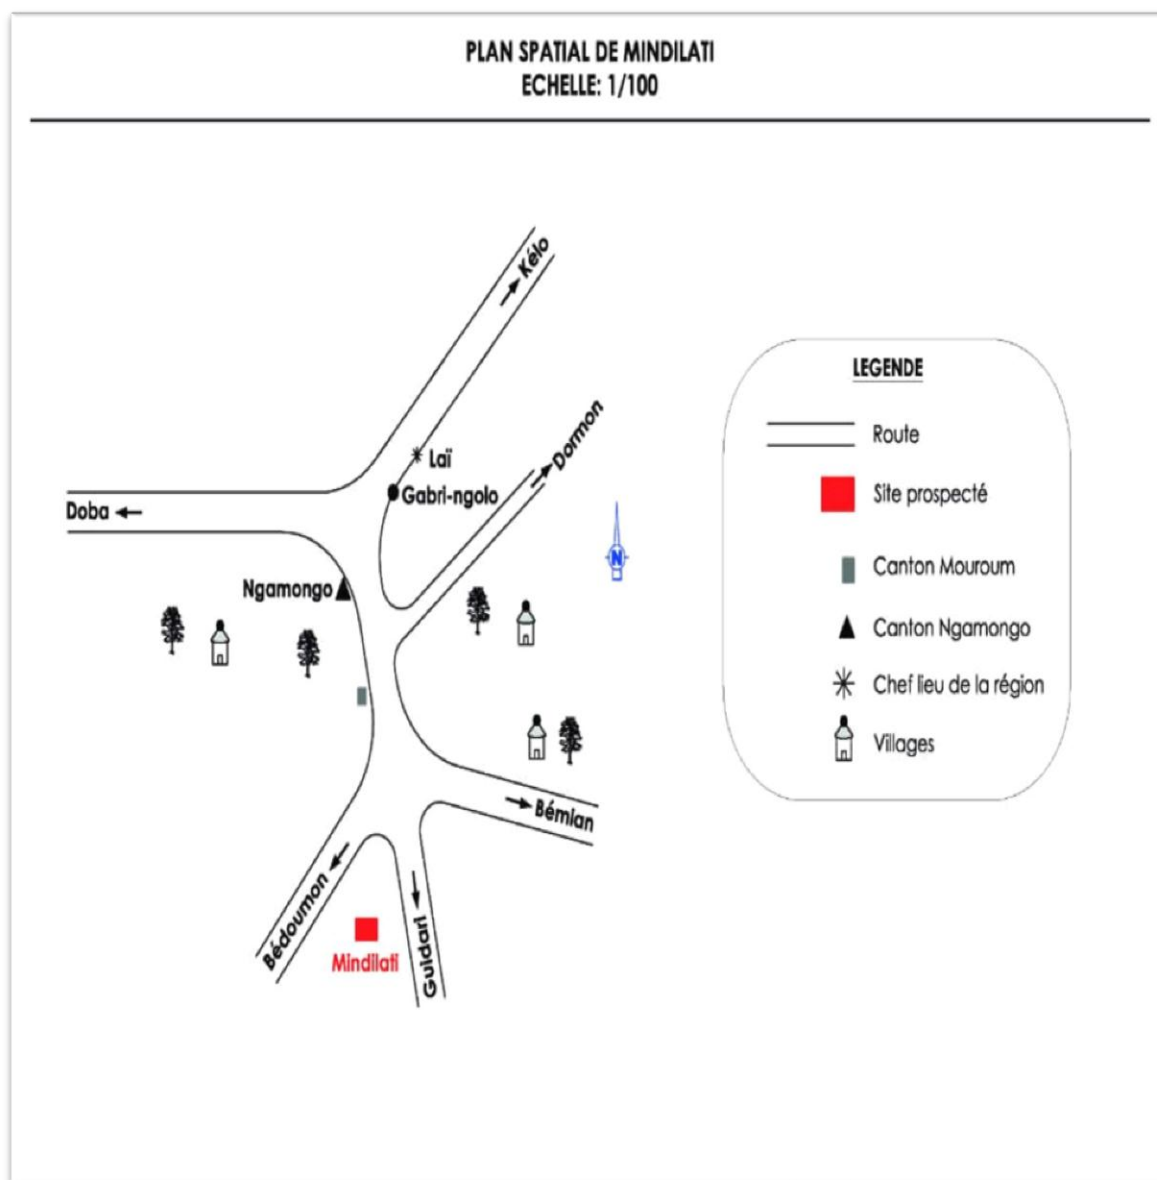 PLAN SPATIAL DE MINDILATI
ECHELLE: 1/100
Kélo
Dormon
Laï
Gabri-ngolo
Doba
Ngamongo
N
Bémian
Bédoumon
Guidari
Mindilati
LEGENDE
Route
Site prospecté
Canton Mouroum
Canton Ngamongo
Chef lieu de la région
Villages